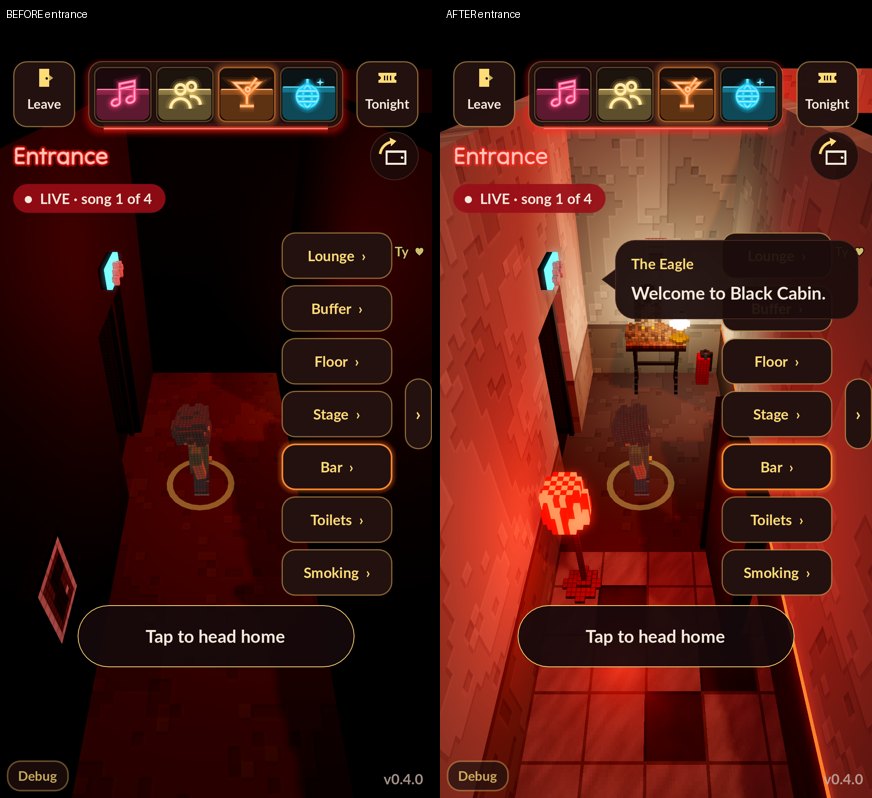 BEFORE entrance
Leave
Tonight
Entrance
LIVE · song 1 of 4
Lounge ›
Ty ♥
Buffer ›
Floor ›
Stage ›
›
Bar ›
Toilets ›
Smoking ›
Tap to head home
Debug
v0.4.0
AFTER entrance
Leave
Tonight
Entrance
LIVE · song 1 of 4
Lounge ›
Ty ♥
The Eagle
Welcome to Black Cabin.
Buffer ›
Floor ›
Stage ›
›
Bar ›
Toilets ›
Smoking ›
Tap to head home
Debug
v0.4.0